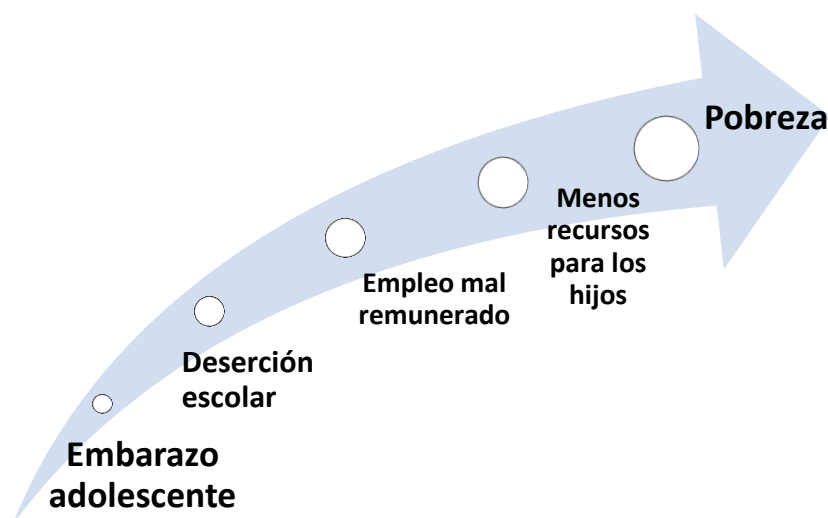 Embarazo
adolescente
Deserción
escolar
Empleo mal
remunerado
Menos
recursos
para los
hijos
Pobreza